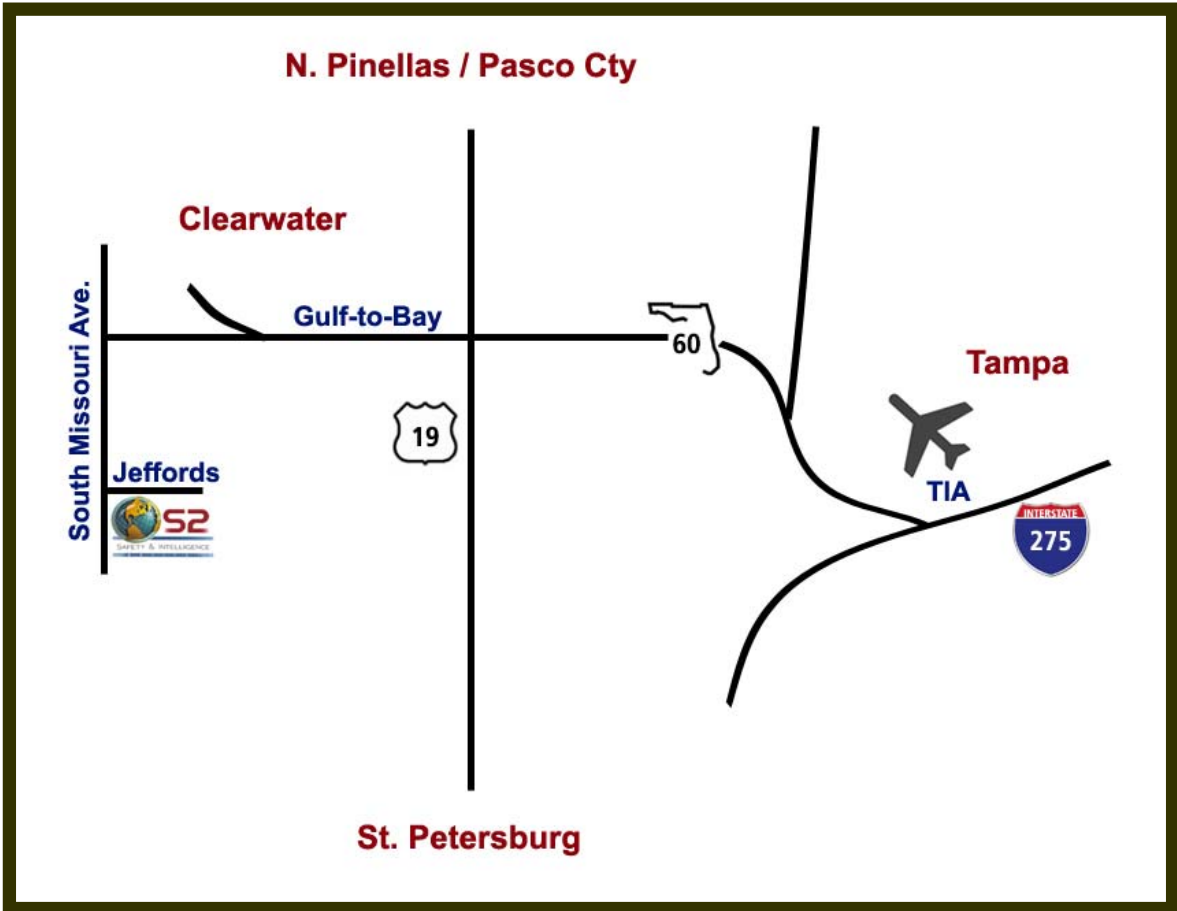 N. Pinellas / Pasco Cty
Clearwater
South Missouri Ave.
Gulf-to-Bay
60
Tampa
19
Jeffords
S2
SAFETY & INTELLIGENCE
TIA
INTERSTATE
275
St. Petersburg